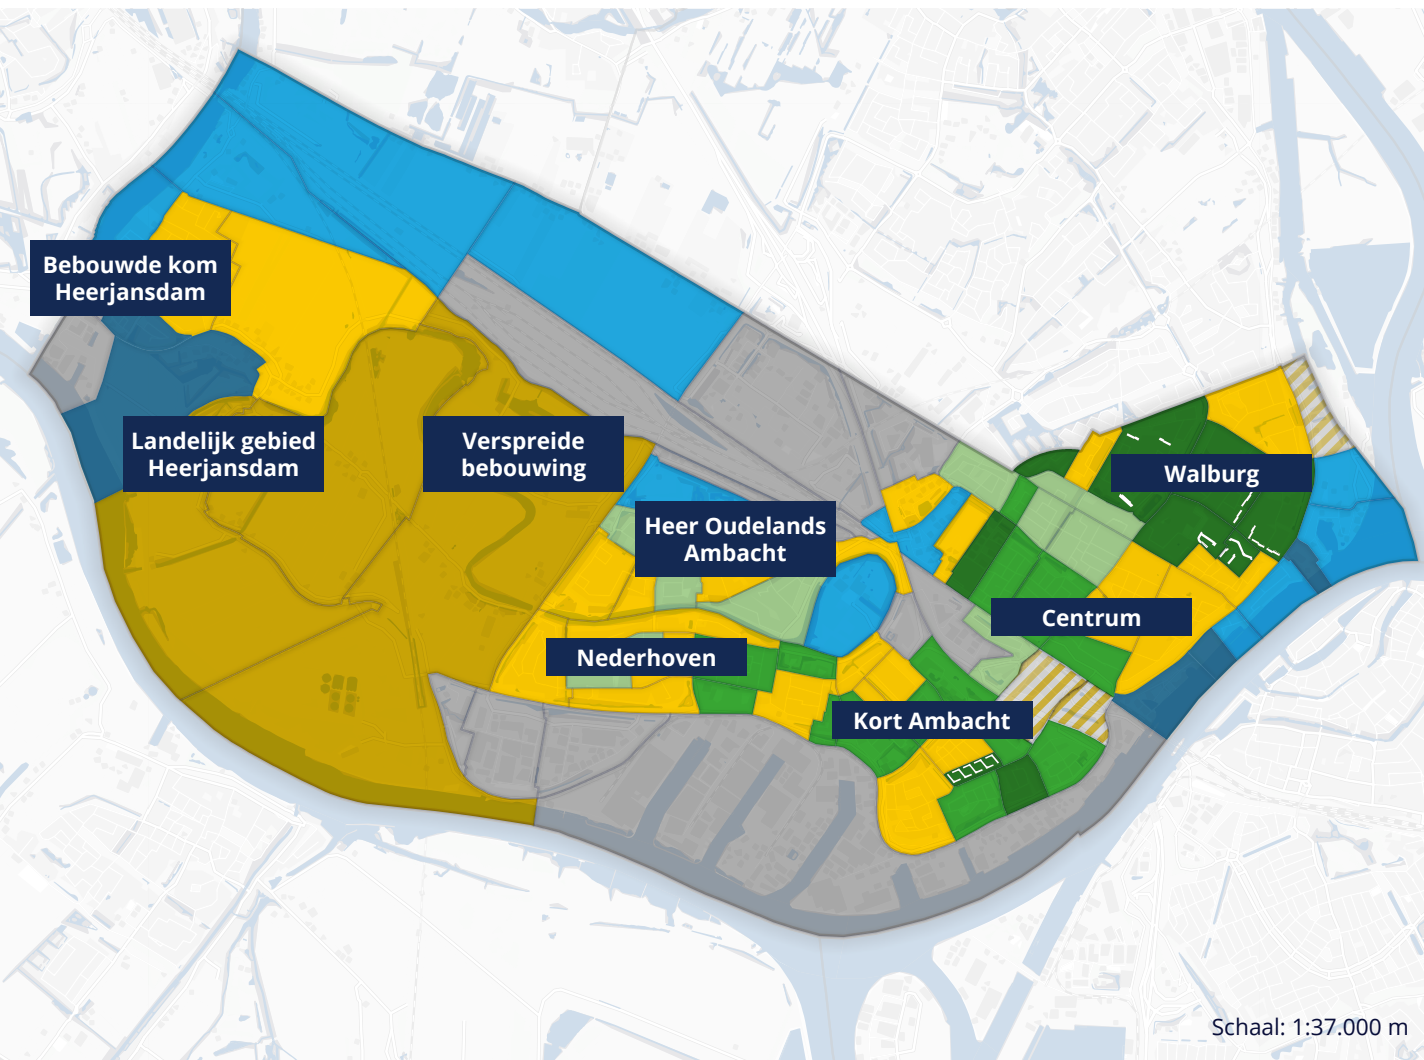 Bebouwde kom
Heerjansdam
Landelijk gebied
Heerjansdam
Verspreide
bebouwing
Walburg
Heer Oudelands
Ambacht
Centrum
Nederhoven
Kort Ambacht
Schaal: 1:37.000 m